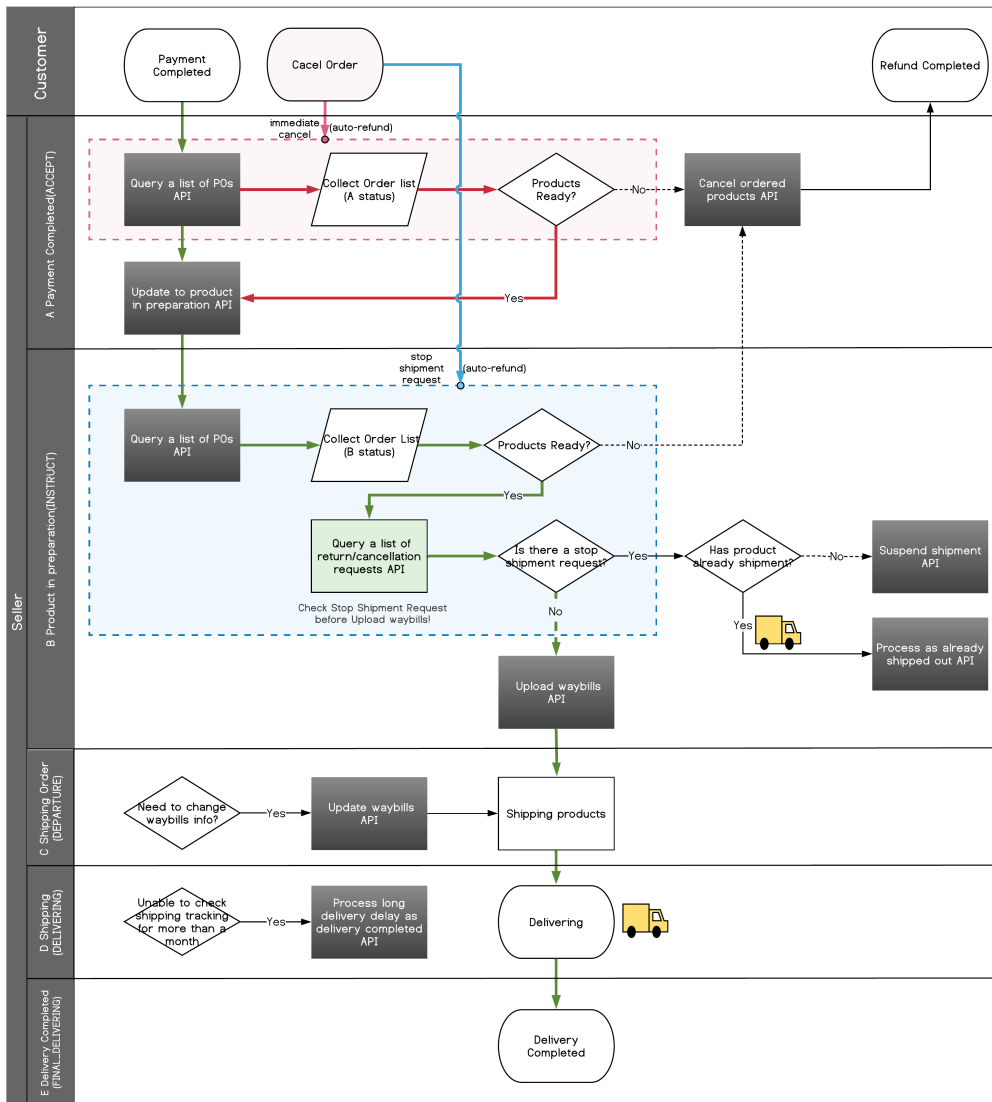 Customer
Payment
Completed
Cacel Order
Refund Completed
immediate
cancel
(auto-refund)
Seller
A Payment Completed(ACCEPT)
Query a list of POs
API
Collect Order list
(A status)
Products
Ready?
No
Cancel ordered
products API
Update to product
in preparation API
Yes
stop
shipment
request
(auto-refund)
B Product in preparation(INSTRUCT)
Query a list of POs
API
Collect Order List
(B status)
Products Ready?
No
Yes
Query a list of
return/cancellation
requests API
Is there a stop
shipment request?
Yes
Has product
already shipment?
No
Suspend shipment
API
Check Stop Shipment Request
before Upload waybills!
No
Yes
Process as already
shipped out API
Upload waybills
API
C Shipping Order
(DEPARTURE)
Need to change
waybills info?
Yes
Update waybills
API
Shipping products
D Shipping
(DELIVERING)
Unable to check
shipping tracking
for more than a
month
Yes
Process long
delivery delay as
delivery completed
API
Delivering
E Delivery Completed
(FINAL_DELIVERING)
Delivery
Completed